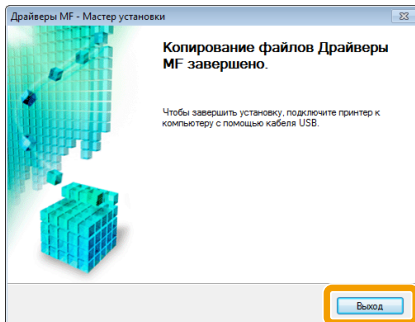 Драйверы MF - Мастер установки
Копирование файлов Драйверы
MF завершено.
Чтобы завершить установку, подключите принтер к
компьютеру с помощью кабеля USB.
Выход